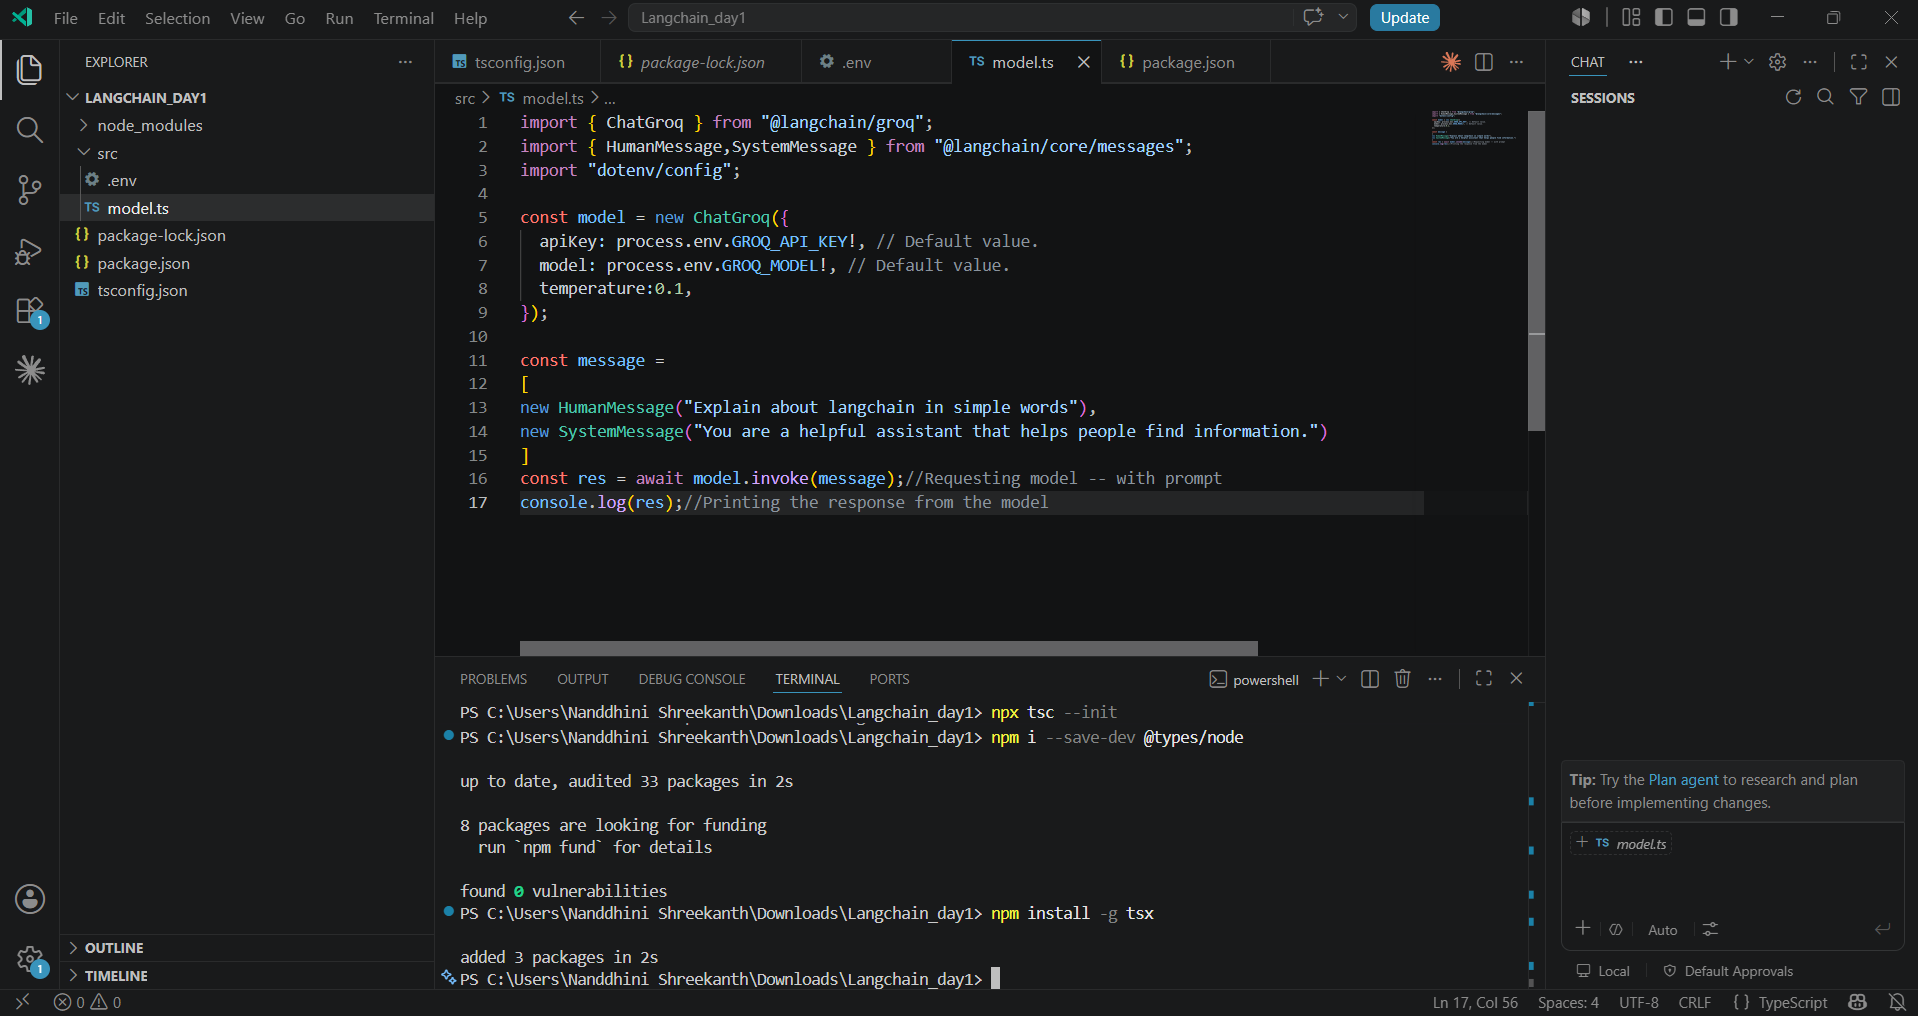 File Edit Selection View Go Run Terminal Help
Langchain_day1
Update
EXPLORER
LANGCHAIN_DAY1
node_modules
src
.env
TS model.ts
{} package-lock.json
{} package.json
TS tsconfig.json
1
1
OUTLINE
TIMELINE
TS tsconfig.json
{} package-lock.json
.env
TS model.ts
{} package.json
src > TS model.ts > ...
1 import { ChatGroq } from "@langchain/groq";
2 import { HumanMessage,SystemMessage } from "@langchain/core/messages";
3 import "dotenv/config";
4
5 const model = new ChatGroq({
6 apiKey: process.env.GROQ_API_KEY!, // Default value.
7 model: process.env.GROQ_MODEL!, // Default value.
8 temperature:0.1,
9 });
10
11 const message =
12 [
13 new HumanMessage("Explain about langchain in simple words"),
14 new SystemMessage("You are a helpful assistant that helps people find information.")
15 ]
16 const res = await model.invoke(message);//Requesting model -- with prompt
17 console.log(res);//Printing the response from the model
PROBLEMS OUTPUT DEBUG CONSOLE TERMINAL PORTS
powershell
PS C:\Users\Nanddhini Shreekanth\Downloads\Langchain_day1> npx tsc --init
PS C:\Users\Nanddhini Shreekanth\Downloads\Langchain_day1> npm i --save-dev @types/node
up to date, audited 33 packages in 2s
8 packages are looking for funding
run `npm fund` for details
found 0 vulnerabilities
PS C:\Users\Nanddhini Shreekanth\Downloads\Langchain_day1> npm install -g tsx
added 3 packages in 2s
PS C:\Users\Nanddhini Shreekanth\Downloads\Langchain_day1>
CHAT
SESSIONS
Tip: Try the Plan agent to research and plan
before implementing changes.
TS model.ts
Auto
Local
Default Approvals
0 0
Ln 17, Col 56 Spaces: 4 UTF-8 CRLF {} TypeScript